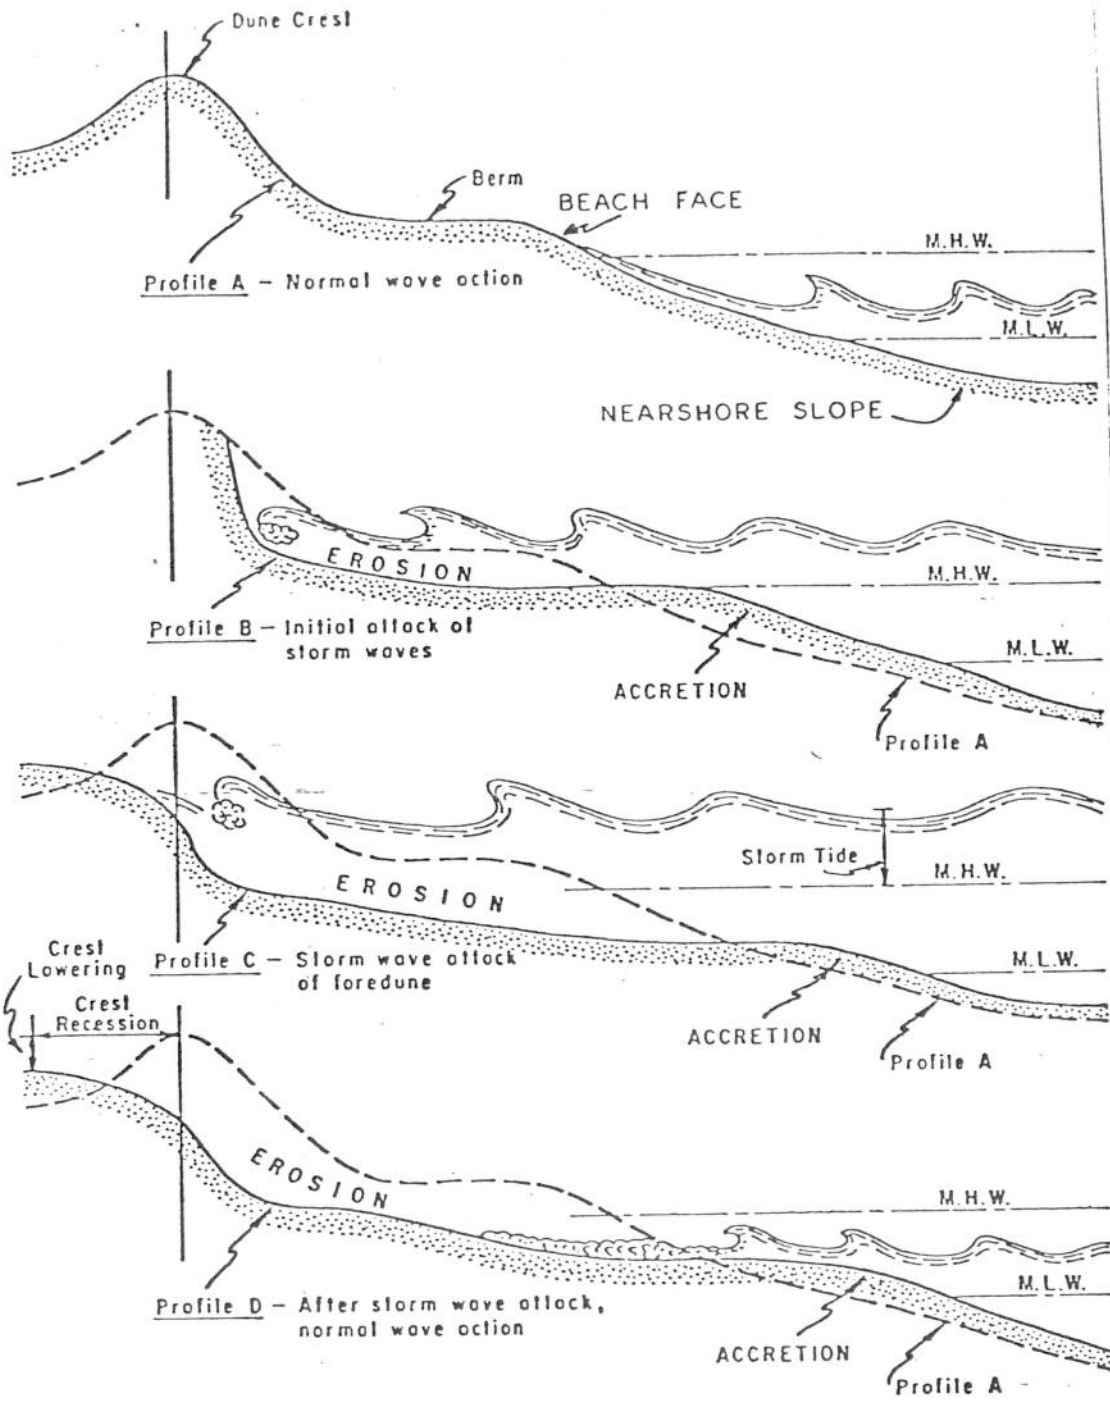 Dune Crest
Berm
BEACH FACE
M.H.W.
Profile A – Normal wave action
M.L.W.
NEARSHORE SLOPE
EROSION
M.H.W.
Profile B – Initial attack of
storm waves
M.L.W.
ACCRETION
Profile A
Storm Tide
M.H.W.
EROSION
Crest
Lowering
Profile C – Storm wave attack
of foredune
M.L.W.
Crest
Recession
ACCRETION
Profile A
EROSION
M.H.W.
M.L.W.
Profile D – After storm wave attack,
normal wave action
ACCRETION
Profile A